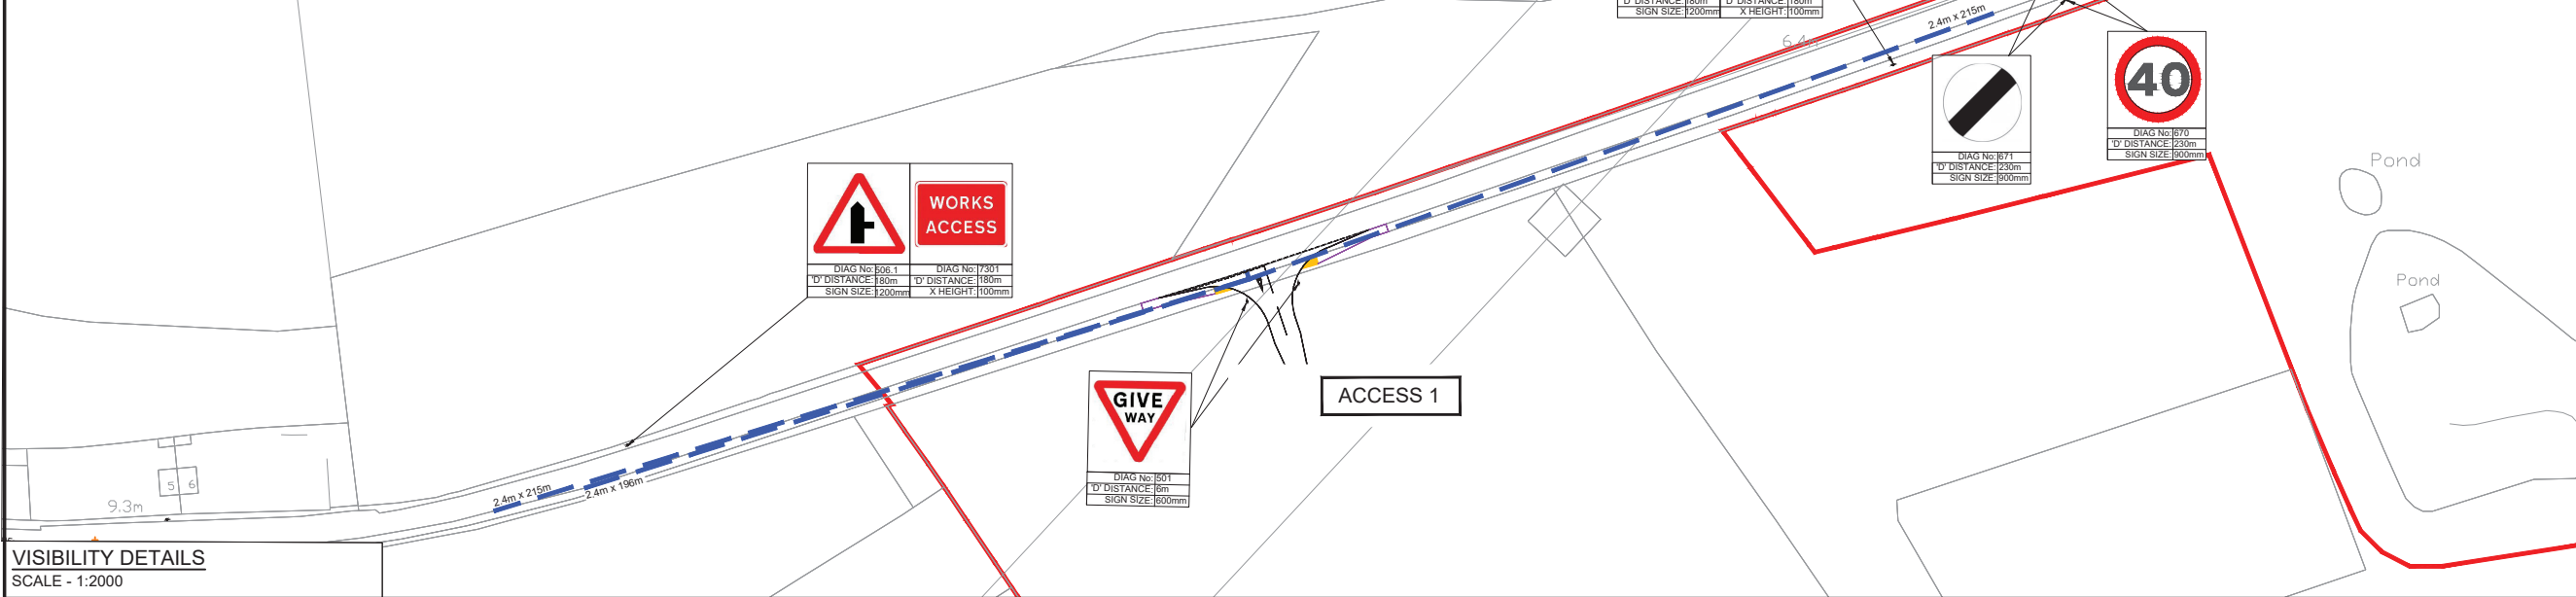 'D' DISTANCE: 180m 'D' DISTANCE: 180m
SIGN SIZE: 1200mm X HEIGHT: 100mm
2.4m x 215m
40
DIAG No: 670
'D' DISTANCE: 230m
SIGN SIZE: 900mm
DIAG No: 671
'D' DISTANCE: 230m
SIGN SIZE: 900mm
Pond
Pond
WORKS
ACCESS
DIAG No: 506.1 DIAG No: 7301
'D' DISTANCE: 180m 'D' DISTANCE: 180m
SIGN SIZE: 1200mm X HEIGHT: 100mm
GIVE
WAY
DIAG No: 501
'D' DISTANCE: 6m
SIGN SIZE: 600mm
ACCESS 1
2.4m x 215m
2.4m x 196m
5 6
9.3m
VISIBILITY DETAILS
SCALE - 1:2000